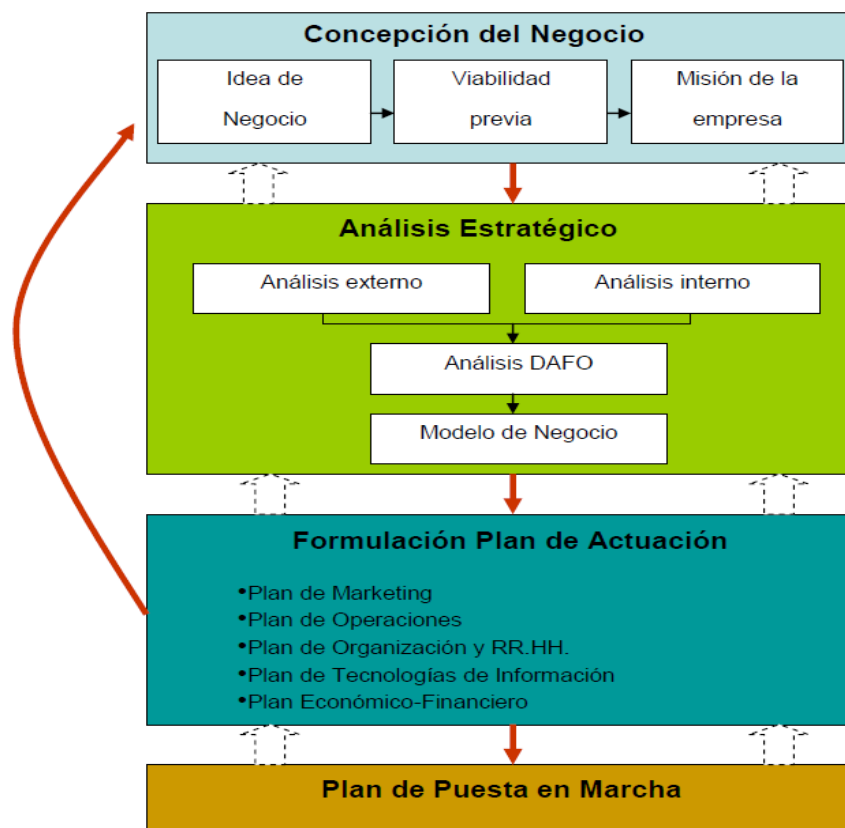 Concepción del Negocio
Idea de
Negocio
Viabilidad
previa
Misión de la
empresa
Análisis Estratégico
Análisis externo
Análisis interno
Análisis DAFO
Modelo de Negocio
Formulación Plan de Actuación
•Plan de Marketing
•Plan de Operaciones
•Plan de Organización y RR.HH.
•Plan de Tecnologías de Información
•Plan Económico-Financiero
Plan de Puesta en Marcha